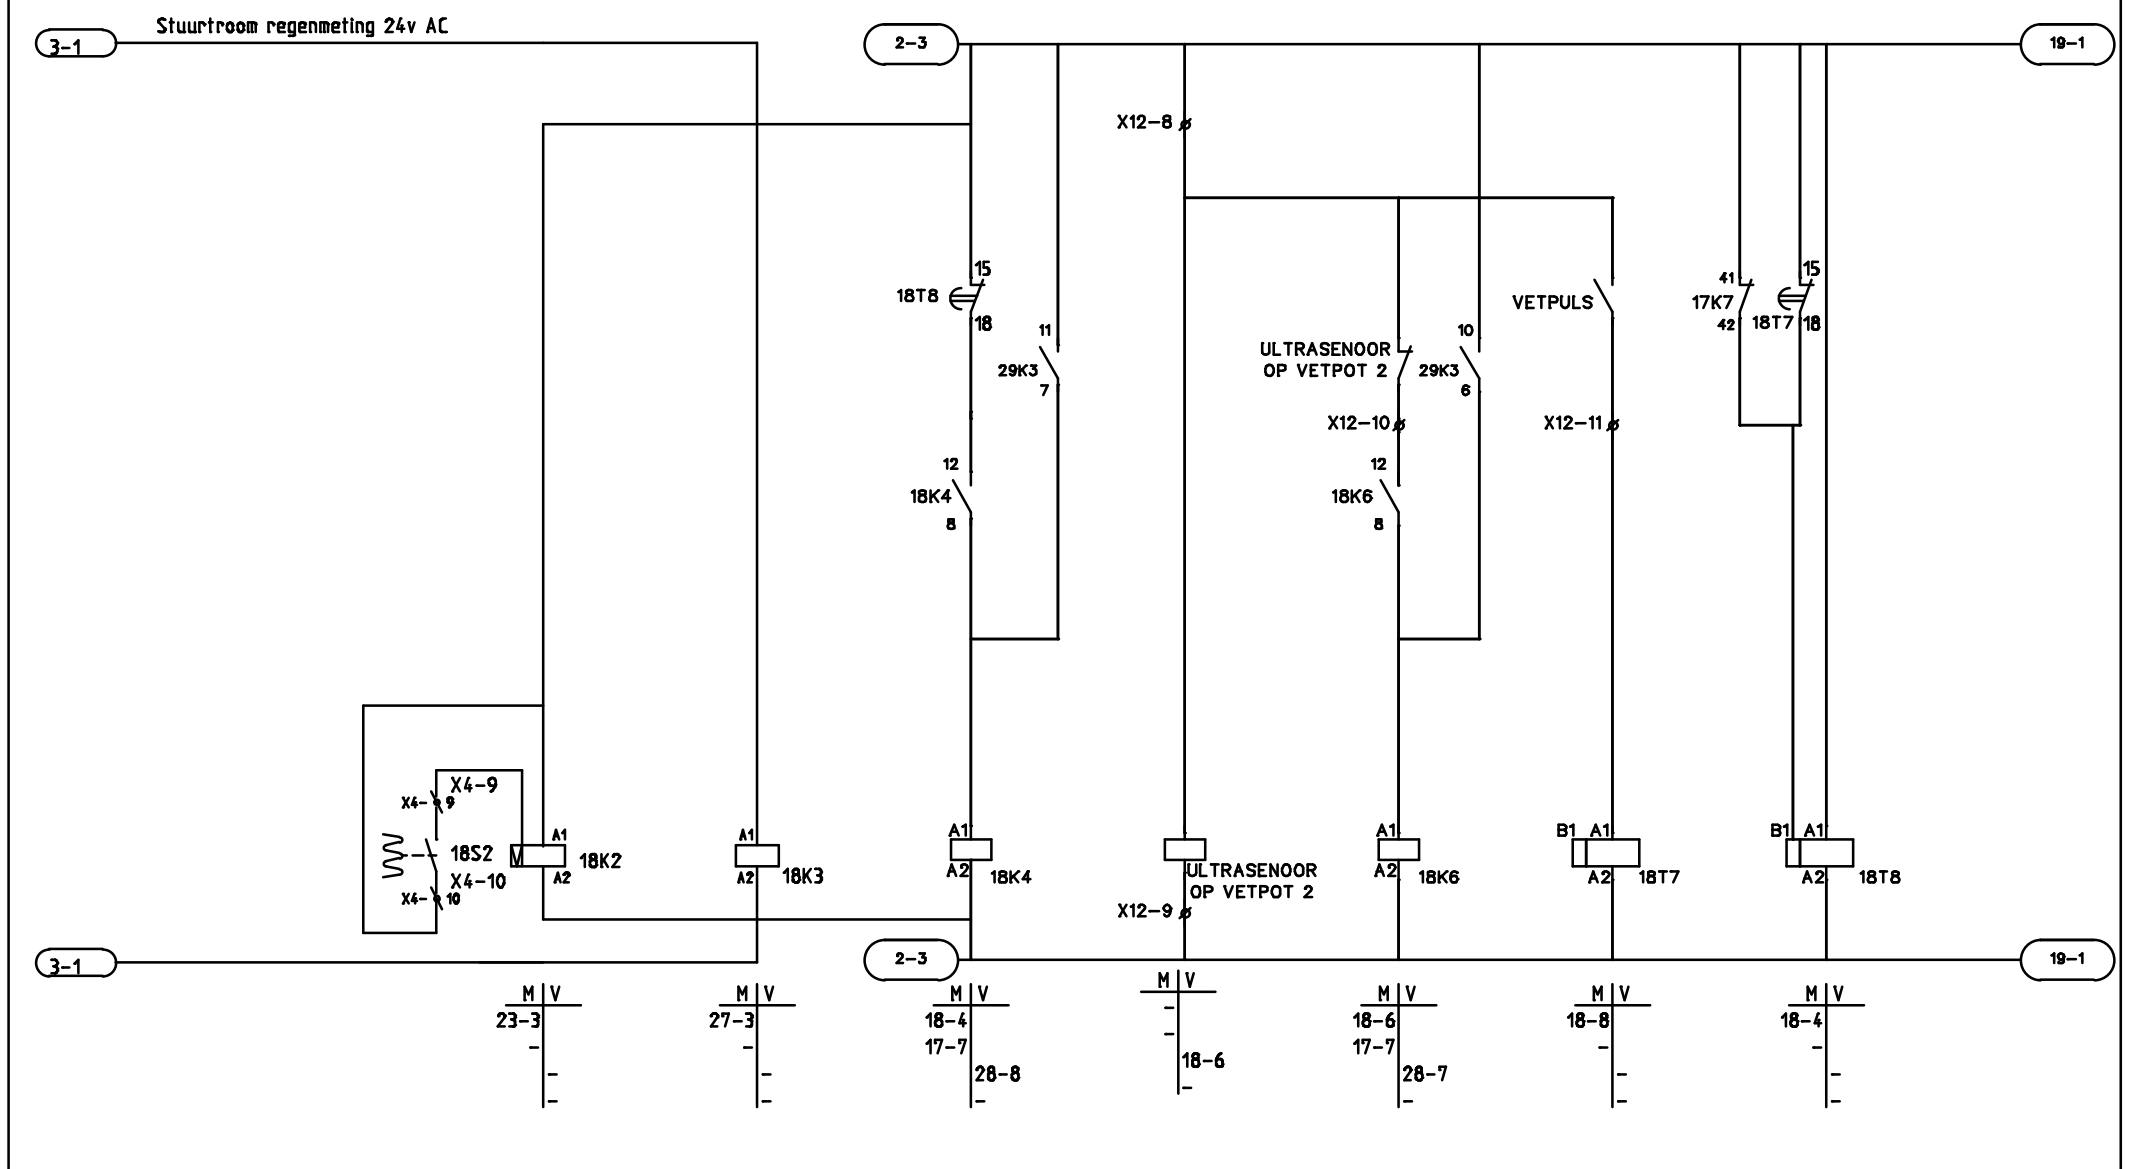 Stuurtroom regenmeting 24v AC
3-1
2-3
19-1
X12-8
15
18T8
18
11
29K3
7
ULTRASENOOR
OP VETPOT 2
10
29K3
6
VETPULS
41
17K7
42
15
18T7
18
X12-10
X12-11
12
18K4
8
12
18K6
8
X4-9
X4- 9
18S2
X4-10
X4- 10
A1
18K2
A2
A1
18K3
A2
A1
A2
18K4
ULTRASENOOR
OP VETPOT 2
X12-9
A1
A2
18K6
B1 A1
A2
18T7
B1 A1
A2
18T8
3-1
2-3
19-1
M V
23-3
-
-
-
M V
27-3
-
-
-
M V
18-4
17-7
28-8
-
M V
-
-
18-6
-
M V
18-6
17-7
28-7
-
M V
18-8
-
-
-
M V
18-4
-
-
-